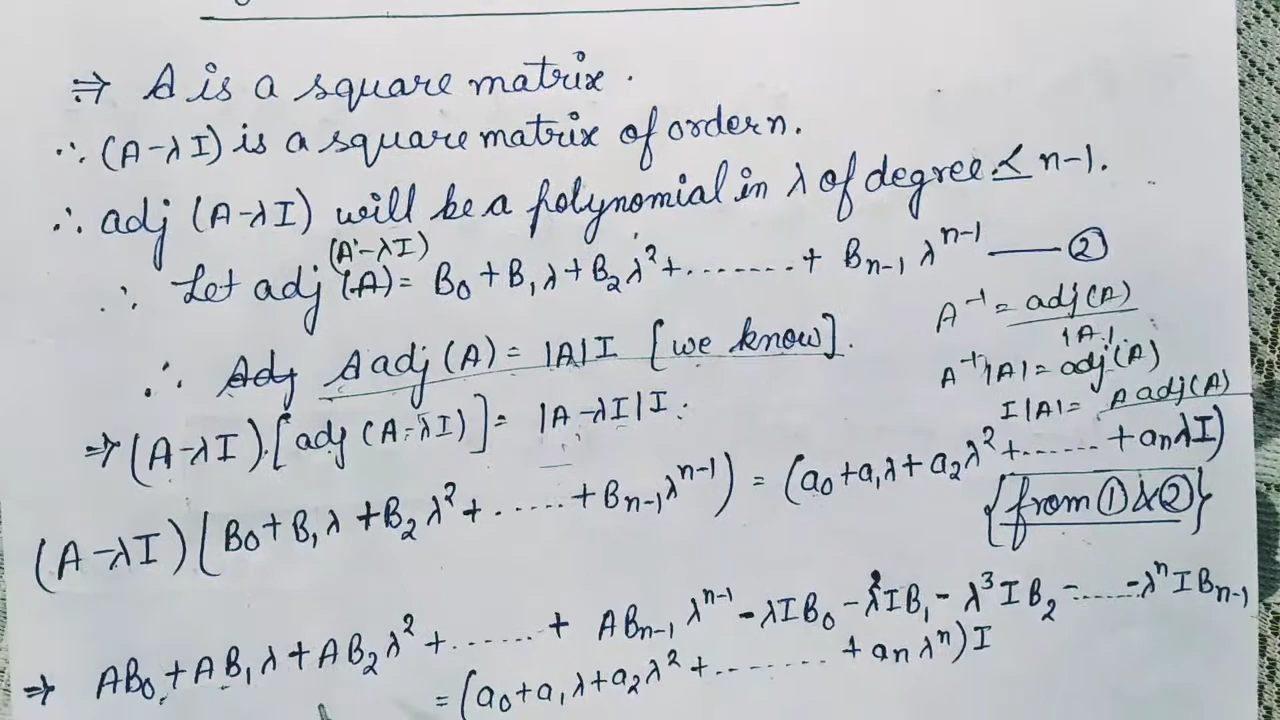 ⇒ A is a square matrix.
∴ (A-λI) is a square matrix of order n.
∴ adj (A-λI) will be a polynomial in λ of degree ≤ n-1.
(A-λI)
∴ Let adj (A) = B₀ + B₁λ + B₂λ² + ....... + Bₙ₋₁ λⁿ⁻¹ —— ②
A⁻¹ = adj(A) / |A|
∴ Adj A adj (A) = |A| I [we know].
A⁻¹|A| = adj(A)
I|A| = A adj(A)
⇒ (A-λI).[adj (A-λI)] = |A-λI| I.
(A-λI)(B₀+B₁λ+B₂λ²+.....+Bₙ₋₁λⁿ⁻¹) = (a₀+a₁λ+a₂λ²+......+aₙλI)
{from ① & ②}
⇒ AB₀+AB₁λ+AB₂λ²+.......+ ABₙ₋₁ λⁿ⁻¹ - λIB₀ - λ²IB₁ - λ³IB₂ - ...... - λⁿIBₙ₋₁
= (a₀+a₁λ+a₂λ²+........+aₙλⁿ)I